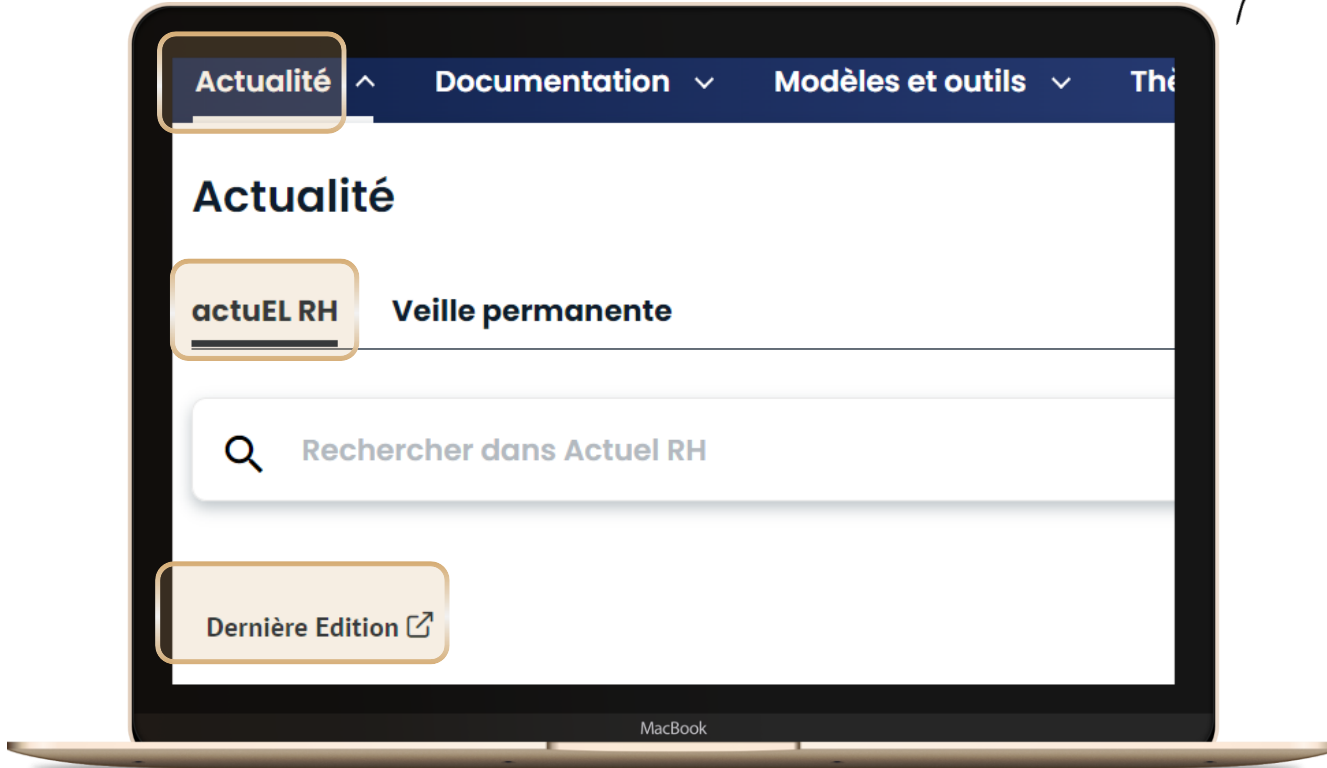 Actualité Documentation Modèles et outils
Actualité
actuEL RH Veille permanente
Rechercher dans Actuel RH
Dernière Edition
MacBook